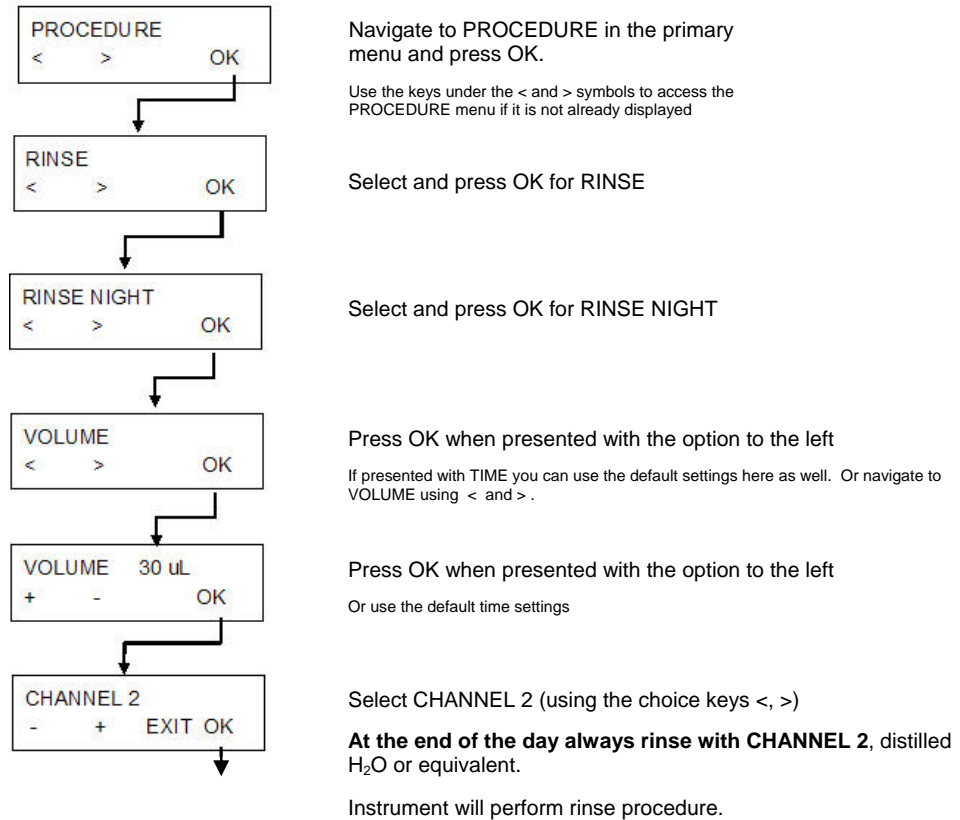 PROCEDURE
< > OK
Navigate to PROCEDURE in the primary
menu and press OK.
Use the keys under the < and > symbols to access the
PROCEDURE menu if it is not already displayed
RINSE
< > OK
Select and press OK for RINSE
RINSE NIGHT
< > OK
Select and press OK for RINSE NIGHT
VOLUME
< > OK
Press OK when presented with the option to the left
If presented with TIME you can use the default settings here as well. Or navigate to
VOLUME using < and > .
VOLUME 30 uL
+ - OK
Press OK when presented with the option to the left
Or use the default time settings
CHANNEL 2
- + EXIT OK
Select CHANNEL 2 (using the choice keys <, >)
At the end of the day always rinse with CHANNEL 2, distilled
H₂O or equivalent.
Instrument will perform rinse procedure.